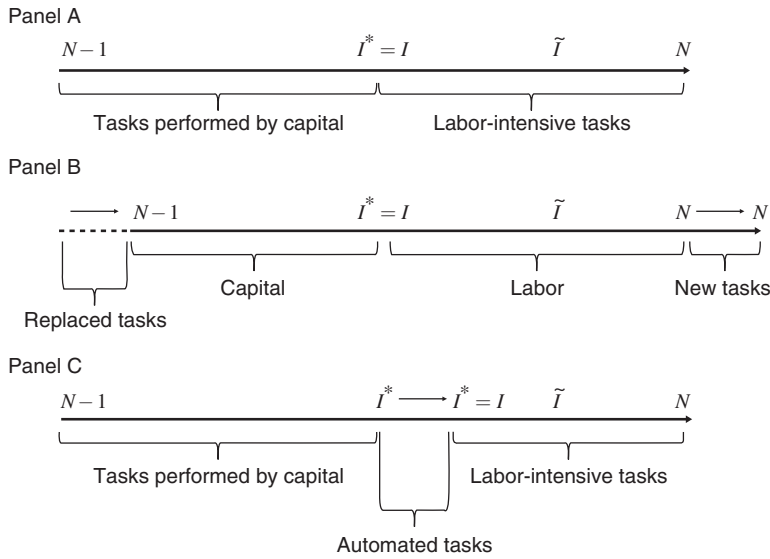 Panel A
N − 1 I* = I Ĩ N
Tasks performed by capital Labor-intensive tasks
Panel B
N − 1 I* = I Ĩ N N
Capital Labor New tasks
Replaced tasks
Panel C
N − 1 I* I* = I Ĩ N
Tasks performed by capital Labor-intensive tasks
Automated tasks